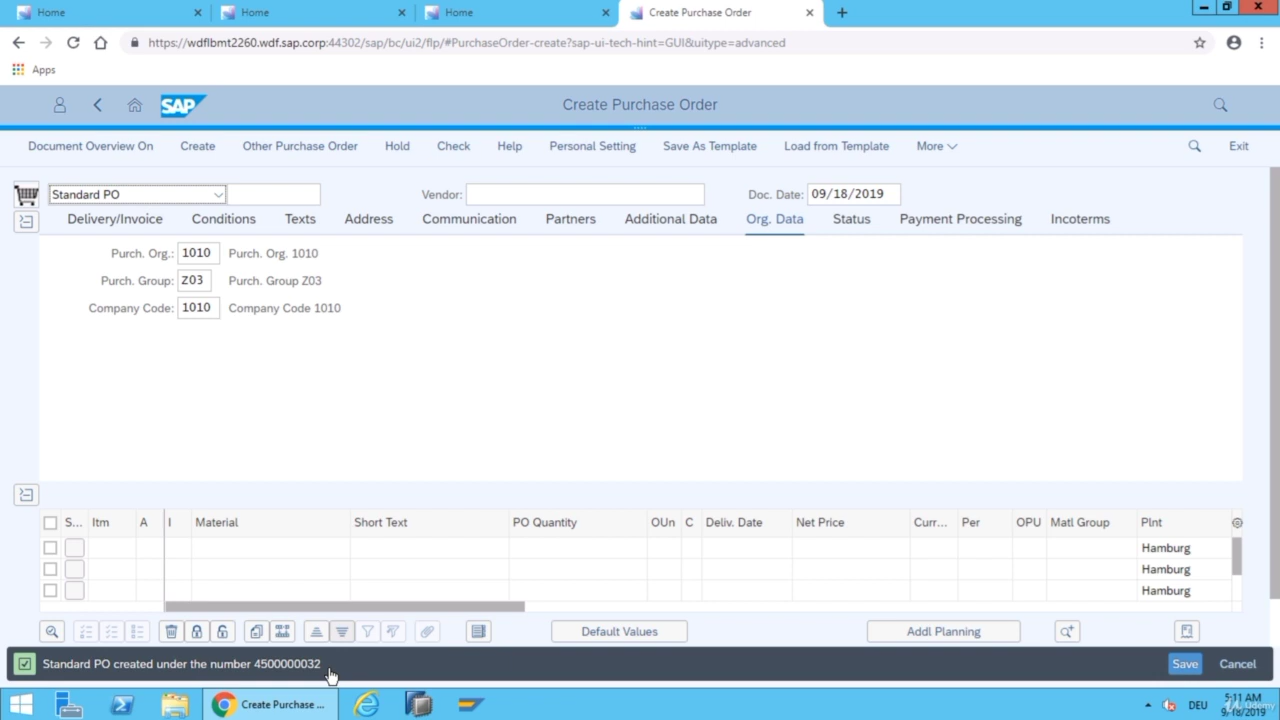 Home
Home
Home
Create Purchase Order
https://wdflbmt2260.wdf.sap.corp:44302/sap/bc/ui2/flp/#PurchaseOrder-create?sap-ui-tech-hint=GUI&uitype=advanced
Apps
SAP
Create Purchase Order
Document Overview On Create Other Purchase Order Hold Check Help Personal Setting Save As Template Load from Template More Exit
Standard PO Vendor: Doc. Date: 09/18/2019
Delivery/Invoice Conditions Texts Address Communication Partners Additional Data Org. Data Status Payment Processing Incoterms
Purch. Org.: 1010 Purch. Org. 1010
Purch. Group: Z03 Purch. Group Z03
Company Code: 1010 Company Code 1010
S... Itm A I Material Short Text PO Quantity OUn C Deliv. Date Net Price Curr... Per OPU Matl Group Plnt
Hamburg
Hamburg
Hamburg
Default Values Addl Planning
Standard PO created under the number 4500000032 Save Cancel
Create Purchase ...
DEU
5:11 AM
9/18/2019
Udemy